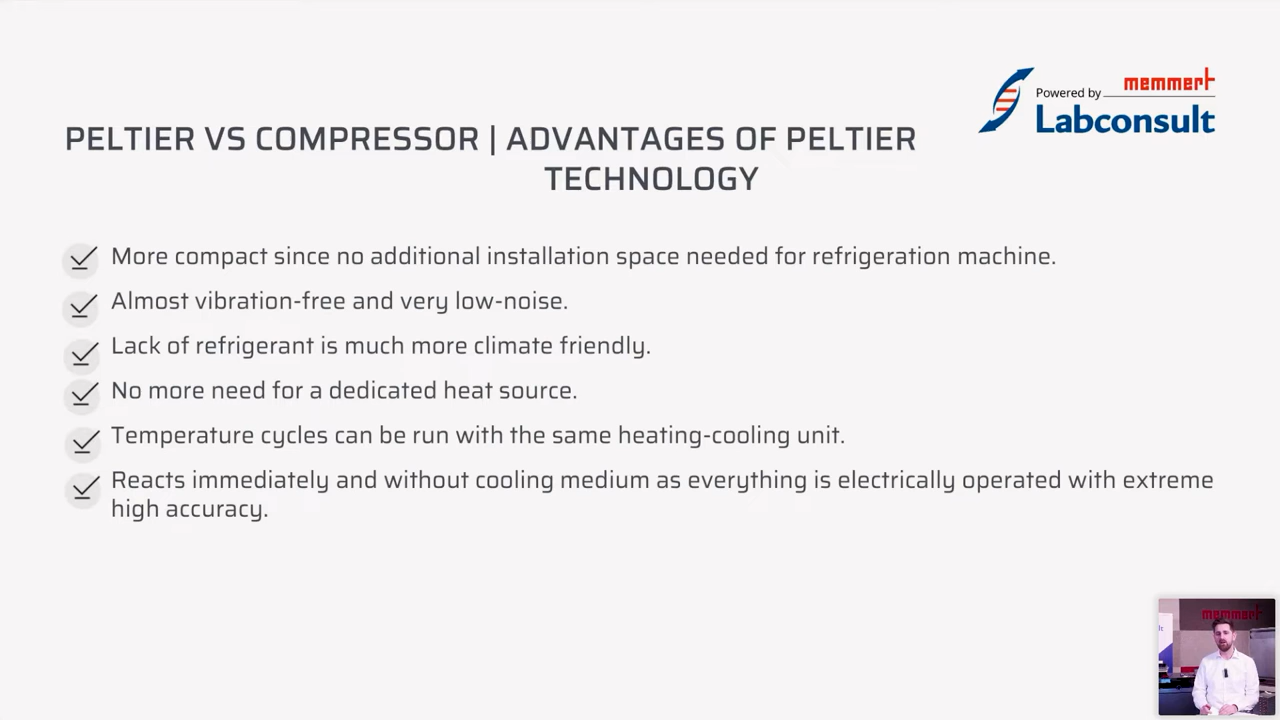 Powered by memmert
Labconsult
PELTIER VS COMPRESSOR | ADVANTAGES OF PELTIER
TECHNOLOGY
More compact since no additional installation space needed for refrigeration machine.
Almost vibration-free and very low-noise.
Lack of refrigerant is much more climate friendly.
No more need for a dedicated heat source.
Temperature cycles can be run with the same heating-cooling unit.
Reacts immediately and without cooling medium as everything is electrically operated with extreme
high accuracy.
memmert
lt